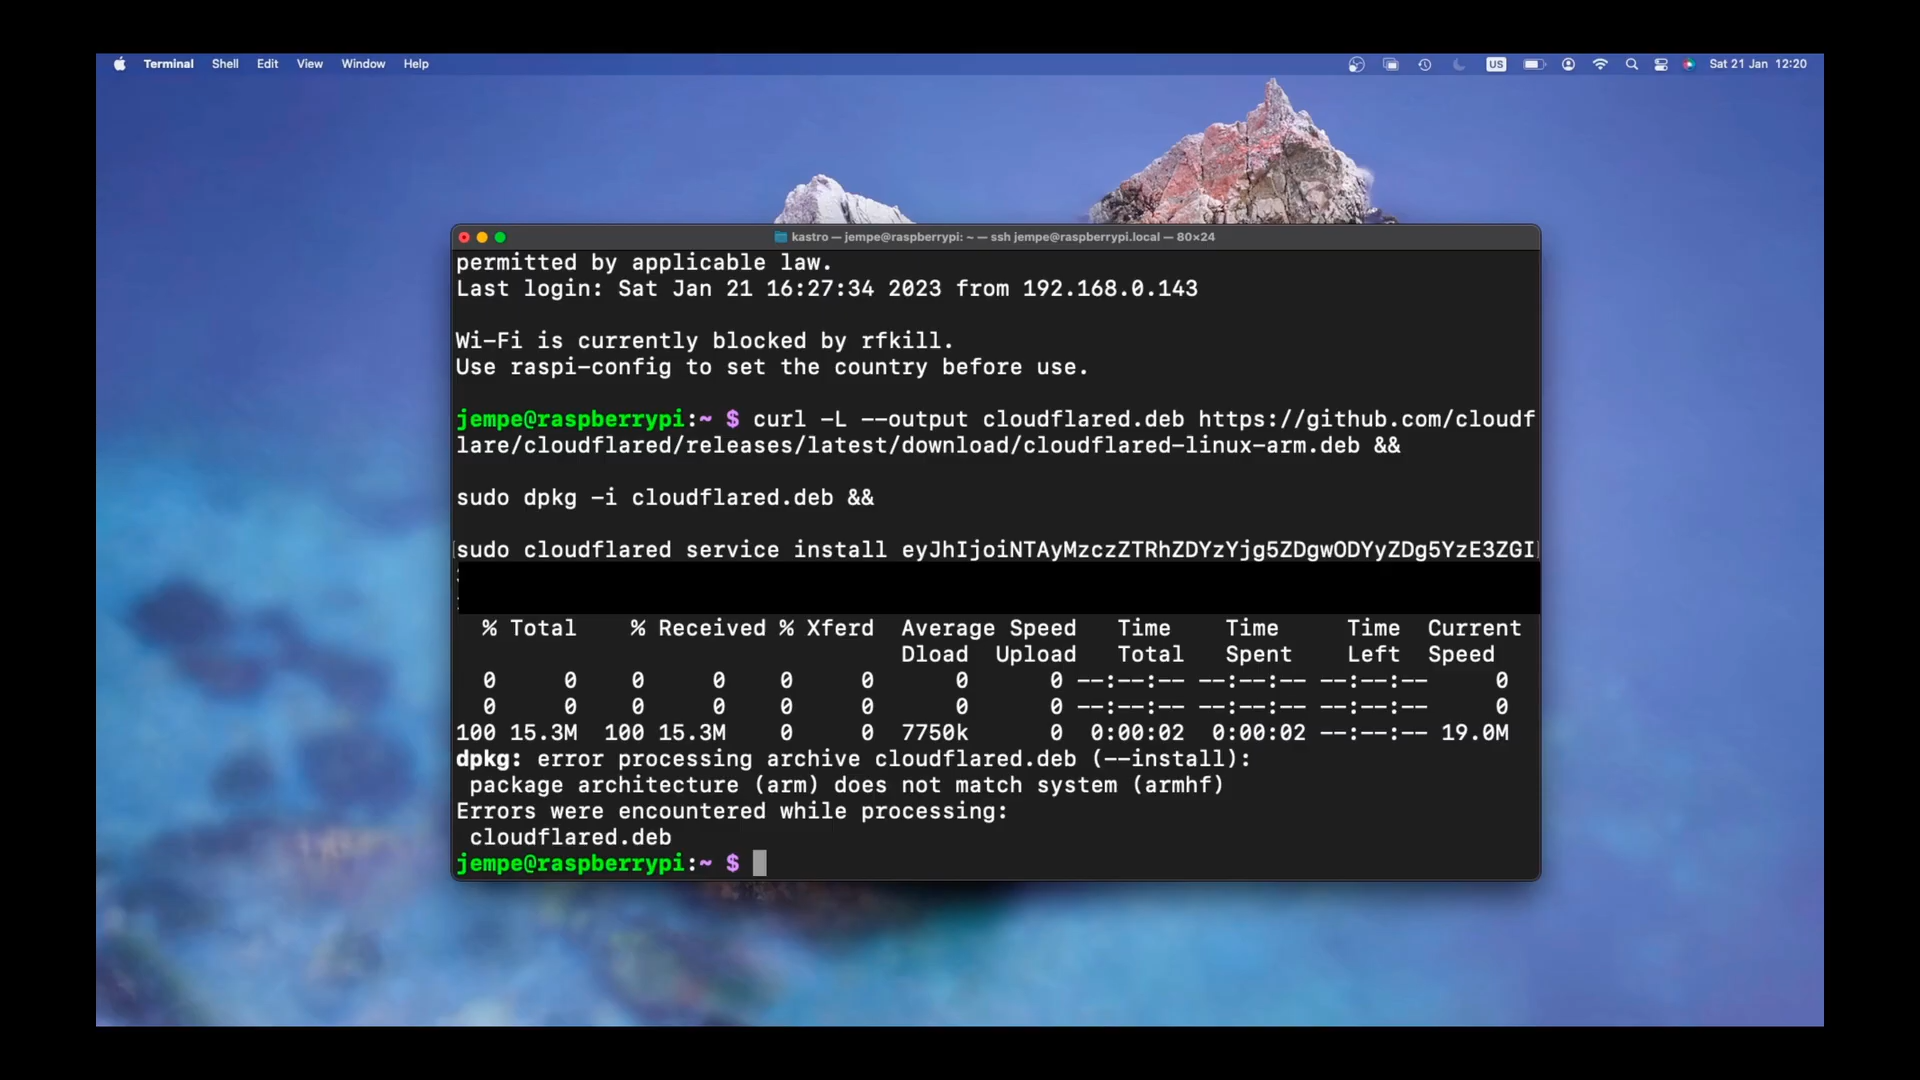 Terminal Shell Edit View Window Help US Sat 21 Jan 12:20
kastro — jempe@raspberrypi: ~ — ssh jempe@raspberrypi.local — 80×24
permitted by applicable law.
Last login: Sat Jan 21 16:27:34 2023 from 192.168.0.143
Wi-Fi is currently blocked by rfkill.
Use raspi-config to set the country before use.
jempe@raspberrypi:~ $ curl -L --output cloudflared.deb https://github.com/cloudf
lare/cloudflared/releases/latest/download/cloudflared-linux-arm.deb &&
sudo dpkg -i cloudflared.deb &&
sudo cloudflared service install eyJhIjoiNTAyMzczZTRhZDYzYjg5ZDgwODYyZDg5YzE3ZGI
% Total % Received % Xferd Average Speed Time Time Time Current
Dload Upload Total Spent Left Speed
0 0 0 0 0 0 0 0 --:--:-- --:--:-- --:--:-- 0
0 0 0 0 0 0 0 0 --:--:-- --:--:-- --:--:-- 0
100 15.3M 100 15.3M 0 0 7750k 0 0:00:02 0:00:02 --:--:-- 19.0M
dpkg: error processing archive cloudflared.deb (--install):
package architecture (arm) does not match system (armhf)
Errors were encountered while processing:
cloudflared.deb
jempe@raspberrypi:~ $